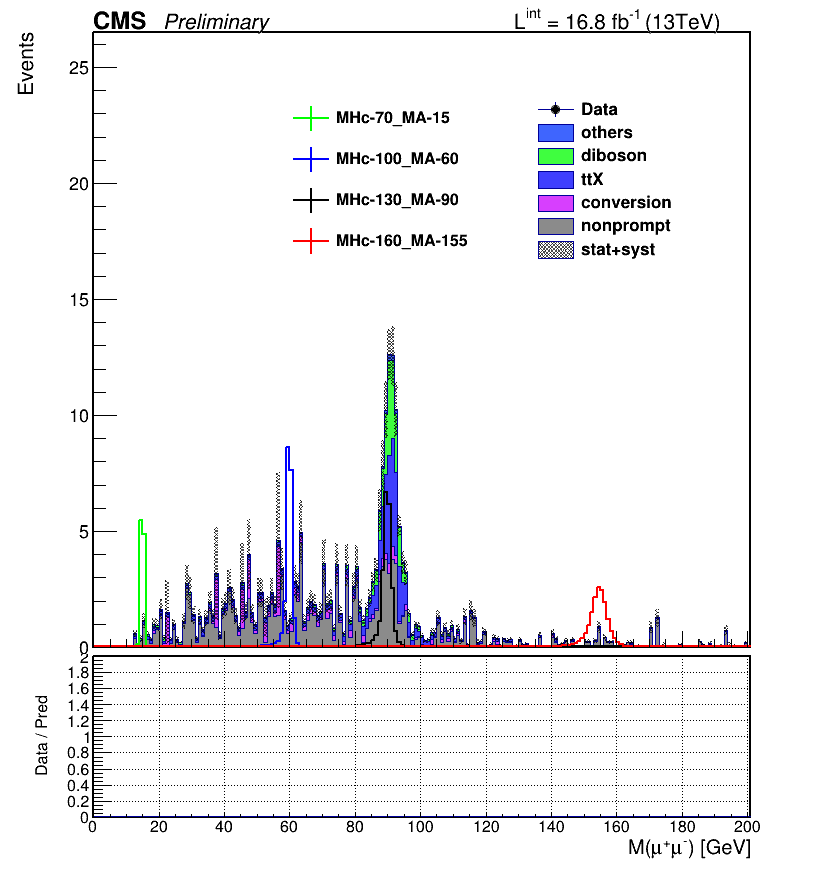 CMS Preliminary L^int = 16.8 fb^-1 (13TeV)
Events
25
20
15
10
5
0
MHc-70_MA-15
MHc-100_MA-60
MHc-130_MA-90
MHc-160_MA-155
Data
others
diboson
ttX
conversion
nonprompt
stat+syst
Data / Pred
2
1.8
1.6
1.4
1.2
1
0.8
0.6
0.4
0.2
0
0 20 40 60 80 100 120 140 160 180 200
M(μ⁺μ⁻) [GeV]